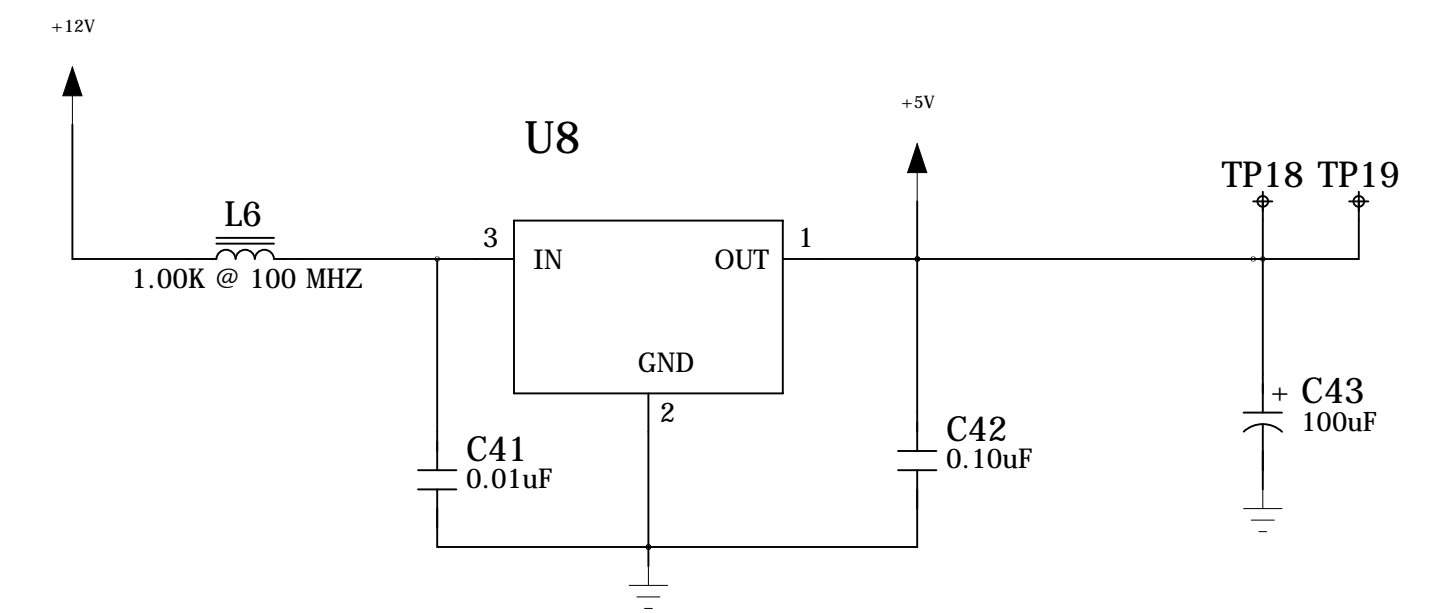 +12V
+5V
U8
TP18 TP19
L6
3
1
IN
OUT
1.00K @ 100 MHZ
GND
2
+ C43
100uF
C41
0.01uF
C42
0.10uF